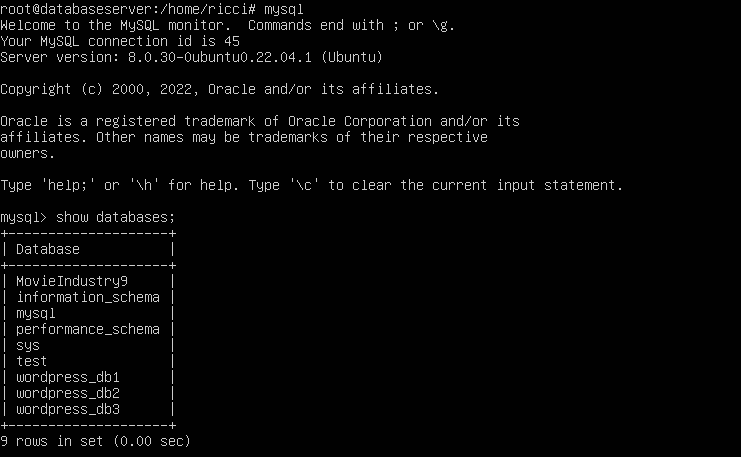 root@databaseserver:/home/ricci# mysql
Welcome to the MySQL monitor.  Commands end with ; or \g.
Your MySQL connection id is 45
Server version: 8.0.30-0ubuntu0.22.04.1 (Ubuntu)
Copyright (c) 2000, 2022, Oracle and/or its affiliates.
Oracle is a registered trademark of Oracle Corporation and/or its
affiliates. Other names may be trademarks of their respective
owners.
Type 'help;' or '\h' for help. Type '\c' to clear the current input statement.
mysql> show databases;
+--------------------+
| Database           |
+--------------------+
| MovieIndustry9     |
| information_schema |
| mysql              |
| performance_schema |
| sys                |
| test               |
| wordpress_db1      |
| wordpress_db2      |
| wordpress_db3      |
+--------------------+
9 rows in set (0.00 sec)